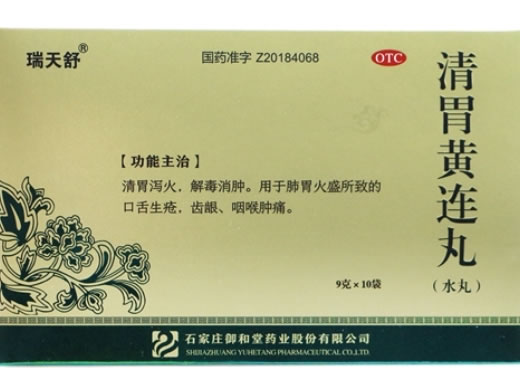 瑞天舒®
国药准字 Z20184068
OTC
清胃黄连丸
（水丸）
【功能主治】
清胃泻火，解毒消肿。用于肺胃火盛所致的
口舌生疮，齿龈、咽喉肿痛。
9克×10袋
石家庄御和堂药业股份有限公司
SHIJIAZHUANG YUHETANG PHARMACEUTICAL CO.,LTD.